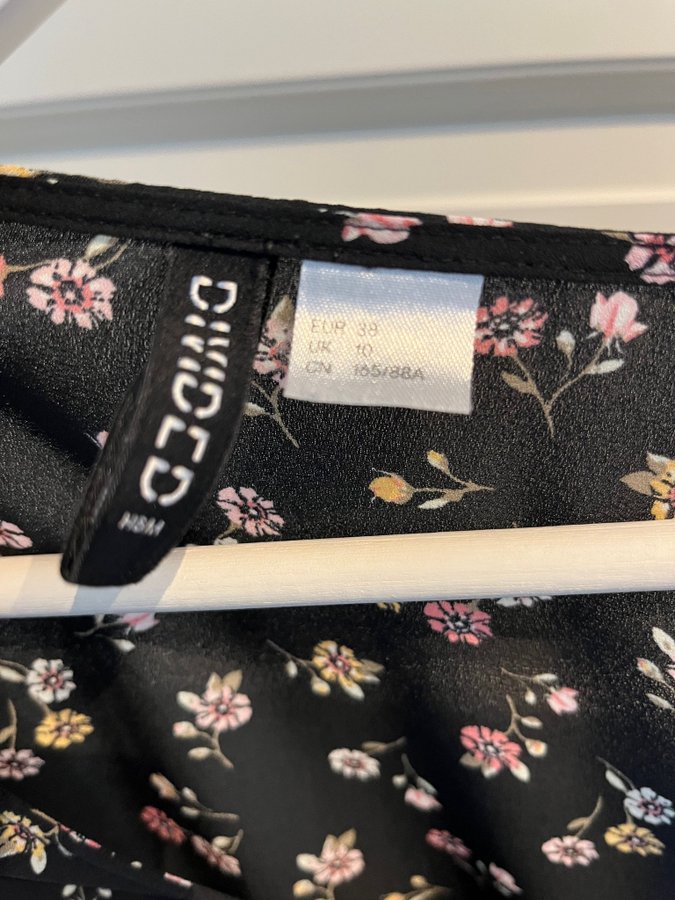 DIVIDED
H&M
EUR 38
UK 10
CN 165/88A